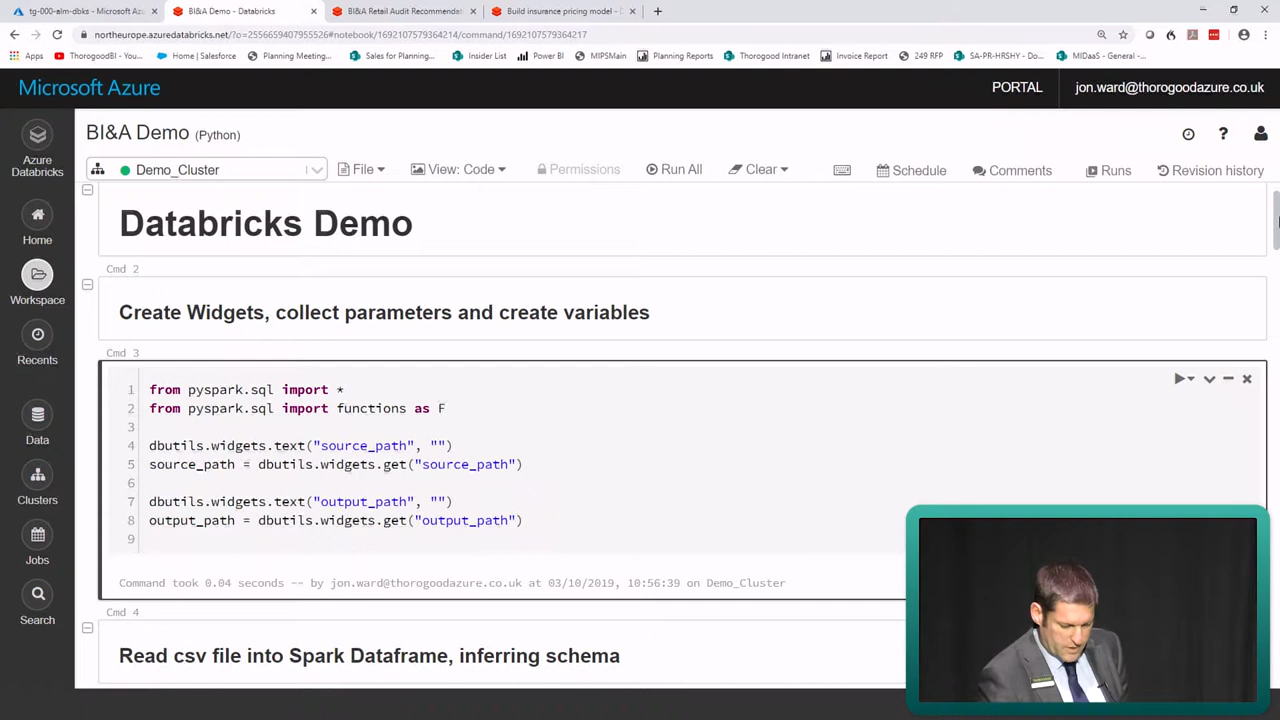 tg-000-alm-dbks - Microsoft Azu
BI&A Demo - Databricks
BI&A Retail Audit Recommendat
Build insurance pricing model - D
northeurope.azuredatabricks.net/?o=2556659407955526#notebook/1692107579364214/command/1692107579364217
Apps
ThorogoodBI - You...
Home | Salesforce
Planning Meeting...
Sales for Planning...
Insider List
Power BI
MIPSMain
Planning Reports
Thorogood Intranet
Invoice Report
249 RFP
SA-PR-HRSHY - Do...
MIDaaS - General -...
Microsoft Azure
PORTAL
jon.ward@thorogoodazure.co.uk
BI&A Demo (Python)
Demo_Cluster
File
View: Code
Permissions
Run All
Clear
Schedule
Comments
Runs
Revision history
Azure
Databricks
Home
Workspace
Recents
Data
Clusters
Jobs
Search
Databricks Demo
Cmd 2
Create Widgets, collect parameters and create variables
Cmd 3
1 from pyspark.sql import *
2 from pyspark.sql import functions as F
3
4 dbutils.widgets.text("source_path", "")
5 source_path = dbutils.widgets.get("source_path")
6
7 dbutils.widgets.text("output_path", "")
8 output_path = dbutils.widgets.get("output_path")
9
Command took 0.04 seconds -- by jon.ward@thorogoodazure.co.uk at 03/10/2019, 10:56:39 on Demo_Cluster
Cmd 4
Read csv file into Spark Dataframe, inferring schema